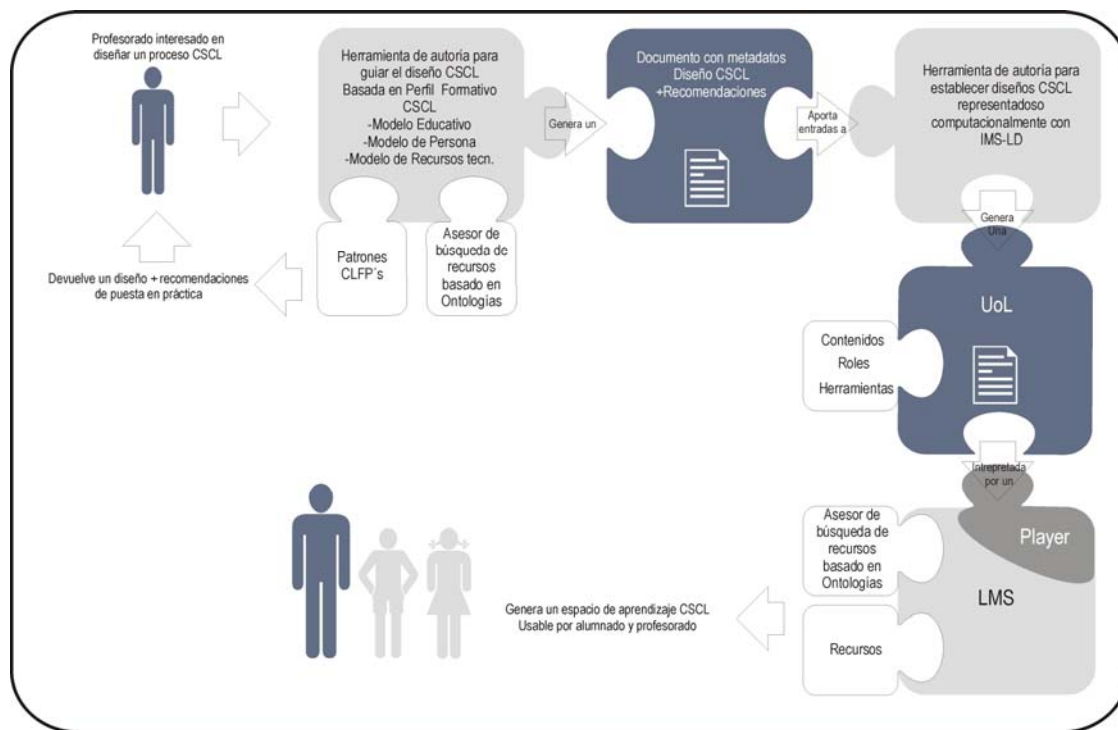 Profesorado interesado en
diseñar un proceso CSCL
Herramienta de autoría para
guiar el diseño CSCL
Basada en Perfil Formativo
CSCL
-Modelo Educativo
-Modelo de Persona
-Modelo de Recursos tecn.
Genera un
Documento con metadatos
Diseño CSCL
+Recomendaciones
Aporta
entradas a
Herramienta de autoría para
establecer diseños CSCL
representadoso
computacionalmente con
IMS-LD
Patrones
CLFP´s
Asesor de
búsqueda de
recursos
basado en
Ontologías
Devuelve un diseño + recomendaciones
de puesta en práctica
Genera
Una
UoL
Contenidos
Roles
Herramientas
Intrepretada
por un
Player
LMS
Asesor de
búsqueda de
recursos
basado en
Ontologías
Recursos
Genera un espacio de aprendizaje CSCL
Usable por alumnado y profesorado